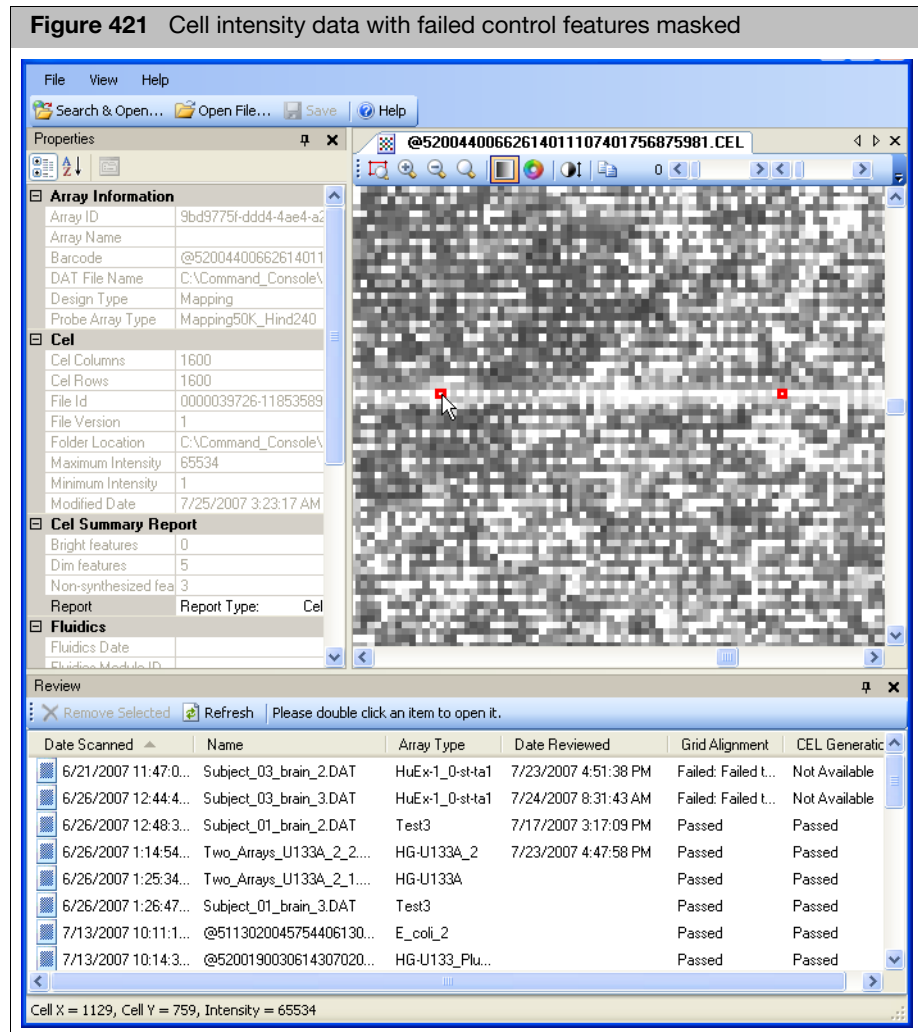 Figure 421 Cell intensity data with failed control features masked
File View Help
Search & Open... Open File... Save Help
Properties
@52004400662614011107401756875981.CEL
0
Array Information
Array ID 9bd9775f-ddd4-4ae4-a2
Array Name
Barcode @52004400662614011
DAT File Name C:\Command_Console\
Design Type Mapping
Probe Array Type Mapping50K_Hind240
Cel
Cel Columns 1600
Cel Rows 1600
File Id 0000039726-11853589
File Version 1
Folder Location C:\Command_Console\
Maximum Intensity 65534
Minimum Intensity 1
Modified Date 7/25/2007 3:23:17 AM
Cel Summary Report
Bright features 0
Dim features 5
Non-synthesized fea 3
Report Report Type: Cel
Fluidics
Fluidics Date
Fluidics Module ID
Review
Remove Selected Refresh Please double click an item to open it.
Date Scanned Name Array Type Date Reviewed Grid Alignment CEL Generatic
6/21/2007 11:47:0... Subject_03_brain_2.DAT HuEx-1_0-st-ta1 7/23/2007 4:51:38 PM Failed: Failed t... Not Available
6/26/2007 12:44:4... Subject_03_brain_3.DAT HuEx-1_0-st-ta1 7/24/2007 8:31:43 AM Failed: Failed t... Not Available
6/26/2007 12:48:3... Subject_01_brain_2.DAT Test3 7/17/2007 3:17:09 PM Passed Passed
6/26/2007 1:14:54... Two_Arrays_U133A_2_2.... HG-U133A_2 7/23/2007 4:47:58 PM Passed Passed
6/26/2007 1:25:34... Two_Arrays_U133A_2_1.... HG-U133A Passed Passed
6/26/2007 1:26:47... Subject_01_brain_3.DAT Test3 Passed Passed
7/13/2007 10:11:1... @5113020045754406130... E_coli_2 Passed Passed
7/13/2007 10:14:3... @5200190030614307020... HG-U133_Plu... Passed Passed
Cell X = 1129, Cell Y = 759, Intensity = 65534